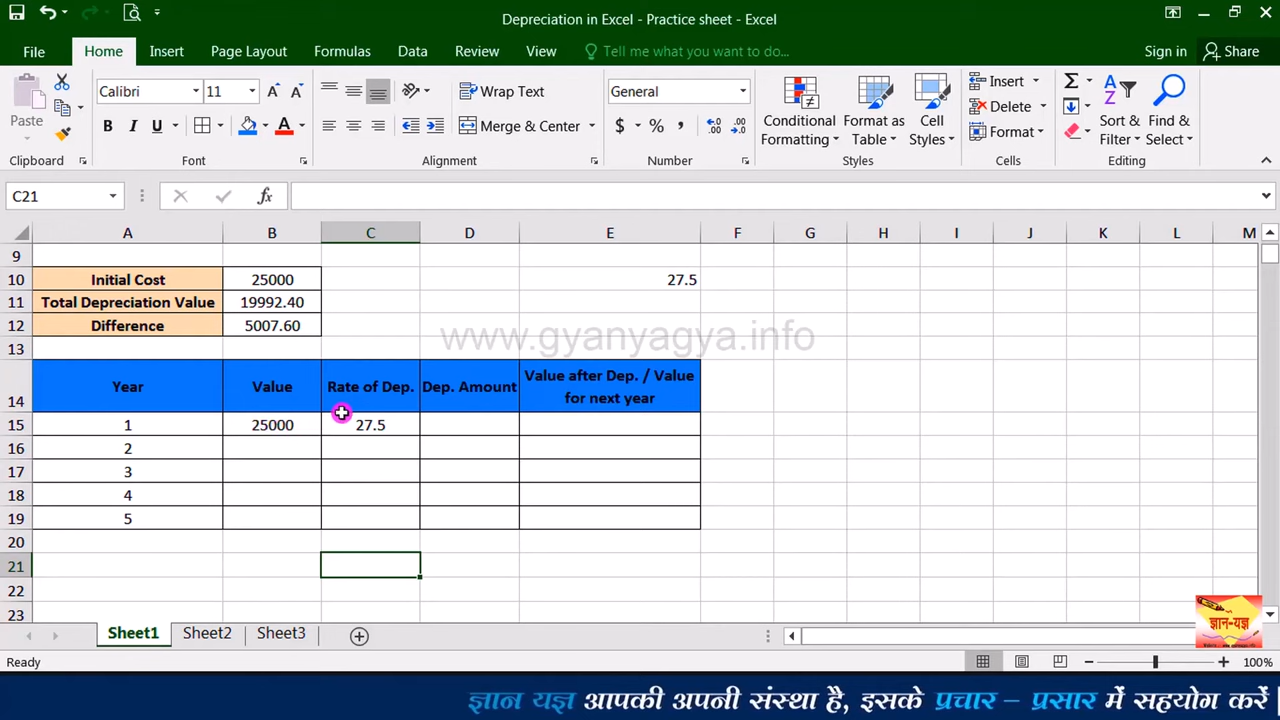 Depreciation in Excel - Practice sheet - Excel
File Home Insert Page Layout Formulas Data Review View Tell me what you want to do... Sign in Share
Paste
Calibri 11
Wrap Text
Merge & Center
General
Conditional Formatting
Format as Table
Cell Styles
Insert
Delete
Format
Sort & Filter
Find & Select
Clipboard Font Alignment Number Styles Cells Editing
C21 fx
A B C D E F G H I J K L M
9
10 Initial Cost 25000 27.5
11 Total Depreciation Value 19992.40
12 Difference 5007.60
www.gyanyagya.info
13
14 Year Value Rate of Dep. Dep. Amount Value after Dep. / Value for next year
15 1 25000 27.5
16 2
17 3
18 4
19 5
20
21
22
23
ज्ञान-यज्ञ
Sheet1 Sheet2 Sheet3
Ready 100%
ज्ञान यज्ञ आपकी अपनी संस्था है, इसके प्रचार – प्रसार में सहयोग करें